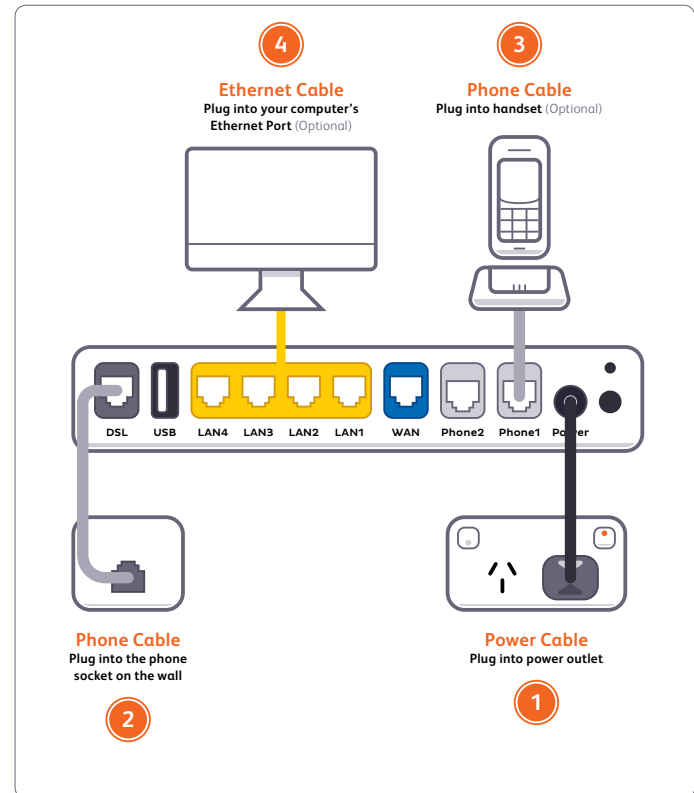 4
Ethernet Cable
Plug into your computer's
Ethernet Port (Optional)
3
Phone Cable
Plug into handset (Optional)
DSL
USB
LAN4
LAN3
LAN2
LAN1
WAN
Phone2
Phone1
Power
Phone Cable
Plug into the phone
socket on the wall
2
Power Cable
Plug into power outlet
1